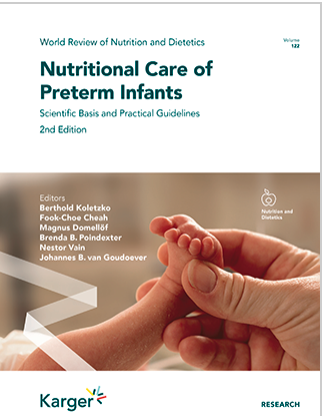 World Review of Nutrition and Dietetics
Volume
122
Nutritional Care of
Preterm Infants
Scientific Basis and Practical Guidelines
2nd Edition
Editors
Berthold Koletzko
Fook-Choe Cheah
Magnus Domellöf
Brenda B. Poindexter
Nestor Vain
Johannes B. van Goudoever
Nutrition and
Dietetics
Karger
RESEARCH